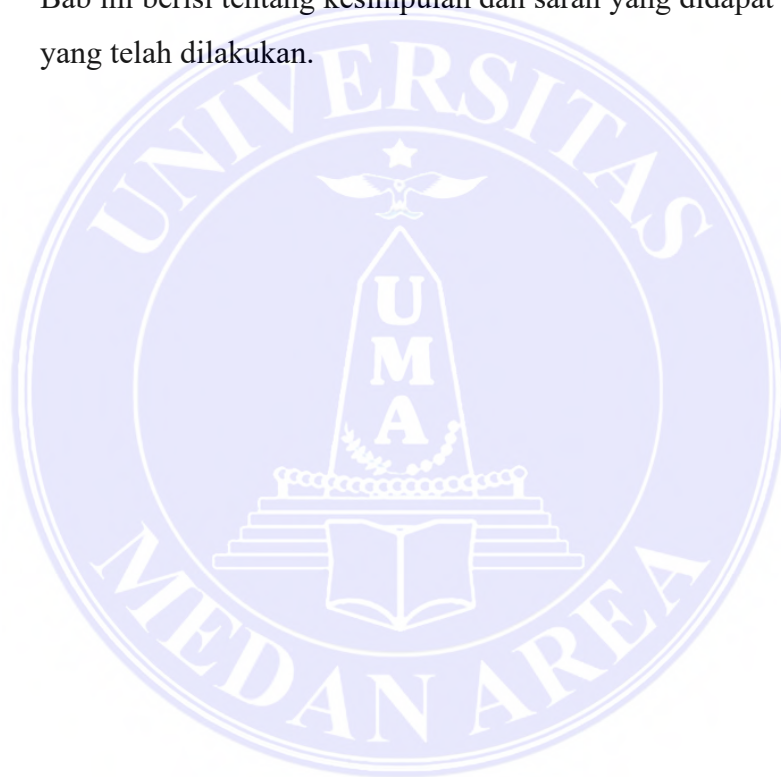 Bab ini berisi tentang kesimpulan dan saran yang didapat
yang telah dilakukan.
UNIVERSITAS
U
M
A
MEDAN AREA